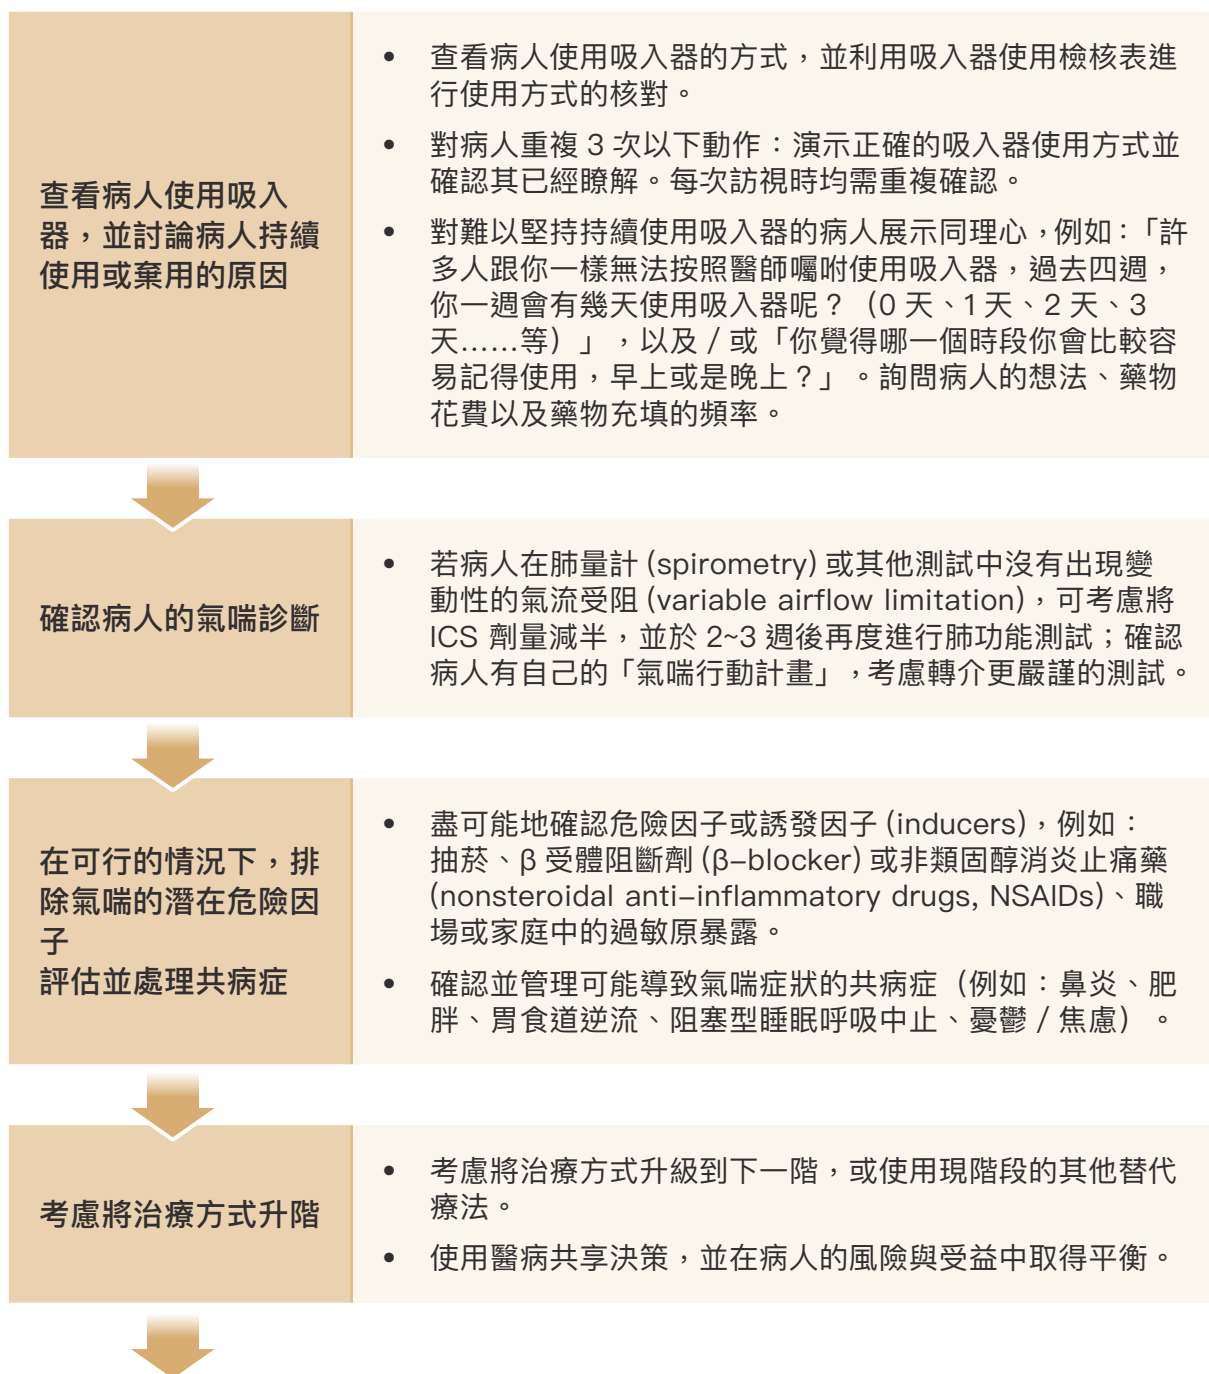 查看病人使用吸入
器，並討論病人持續
使用或棄用的原因
• 查看病人使用吸入器的方式，並利用吸入器使用檢核表進
行使用方式的核對。
• 對病人重複 3 次以下動作：演示正確的吸入器使用方式並
確認其已經瞭解。每次訪視時均需重複確認。
• 對難以堅持持續使用吸入器的病人展示同理心，例如：「許
多人跟你一樣無法按照醫師囑咐使用吸入器，過去四週，
你一週會有幾天使用吸入器呢？（0 天、1 天、2 天、3
天……等）」，以及 / 或「你覺得哪一個時段你會比較容
易記得使用，早上或是晚上？」。詢問病人的想法、藥物
花費以及藥物充填的頻率。
確認病人的氣喘診斷
• 若病人在肺量計 (spirometry) 或其他測試中沒有出現變
動性的氣流受阻 (variable airflow limitation)，可考慮將
ICS 劑量減半，並於 2~3 週後再度進行肺功能測試；確認
病人有自己的「氣喘行動計畫」，考慮轉介更嚴謹的測試。
在可行的情況下，排
除氣喘的潛在危險因
子
評估並處理共病症
• 盡可能地確認危險因子或誘發因子 (inducers)，例如：
抽菸、β 受體阻斷劑 (β–blocker) 或非類固醇消炎止痛藥
(nonsteroidal anti–inflammatory drugs, NSAIDs)、職
場或家庭中的過敏原暴露。
• 確認並管理可能導致氣喘症狀的共病症（例如：鼻炎、肥
胖、胃食道逆流、阻塞型睡眠呼吸中止、憂鬱 / 焦慮）。
考慮將治療方式升階
• 考慮將治療方式升級到下一階，或使用現階段的其他替代
療法。
• 使用醫病共享決策，並在病人的風險與受益中取得平衡。